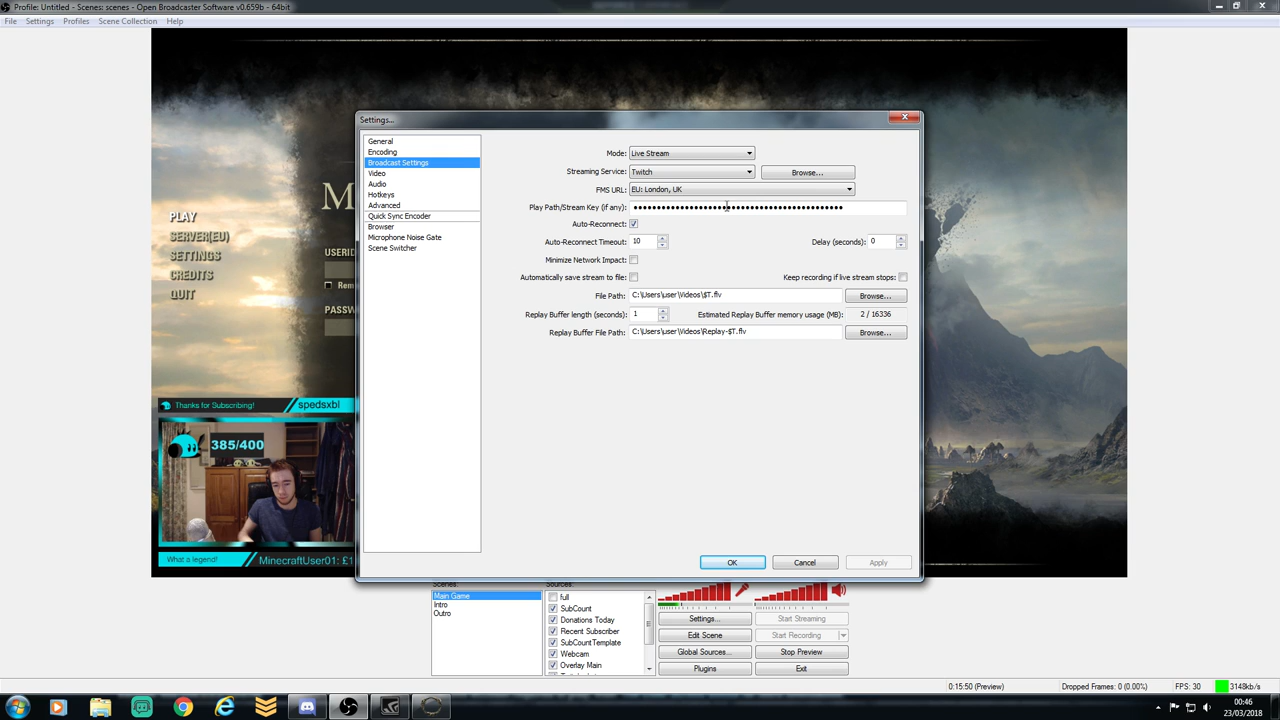 Profile: Untitled - Scenes: scenes - Open Broadcaster Software v0.659b - 64bit
File Settings Profiles Scene Collection Help
Settings...
General
Encoding
Broadcast Settings
Video
Audio
Hotkeys
Advanced
Quick Sync Encoder
Browser
Microphone Noise Gate
Scene Switcher
Mode: Live Stream
Streaming Service: Twitch Browse...
FMS URL: EU: London, UK
Play Path/Stream Key (if any): ●●●●●●●●●●●●●●●●●●●●●●●●●●●●●●●●●●●●●●●●●●●●
Auto-Reconnect:
Auto-Reconnect Timeout: 10 Delay (seconds): 0
Minimize Network Impact:
Automatically save stream to file: Keep recording if live stream stops:
File Path: C:\Users\user\Videos\$T.flv Browse...
Replay Buffer length (seconds): 1 Estimated Replay Buffer memory usage (MB): 2 / 16336
Replay Buffer File Path: C:\Users\user\Videos\Replay-$T.flv Browse...
OK Cancel Apply
M
PLAY
SERVER(EU)
SETTINGS
CREDITS
QUIT
USERID
Rem
PASSW
Thanks for Subscribing! spedsxbl
385/400
What a legend! MinecraftUser01: £1
Scenes:
Main Game
Intro
Outro
Sources:
full
SubCount
Donations Today
Recent Subscriber
SubCountTemplate
Webcam
Overlay Main
Settings... Start Streaming
Edit Scene Start Recording
Global Sources... Stop Preview
Plugins Exit
0:15:50 (Preview) Dropped Frames: 0 (0.00%) FPS: 30 3148kb/s
00:46
23/03/2018